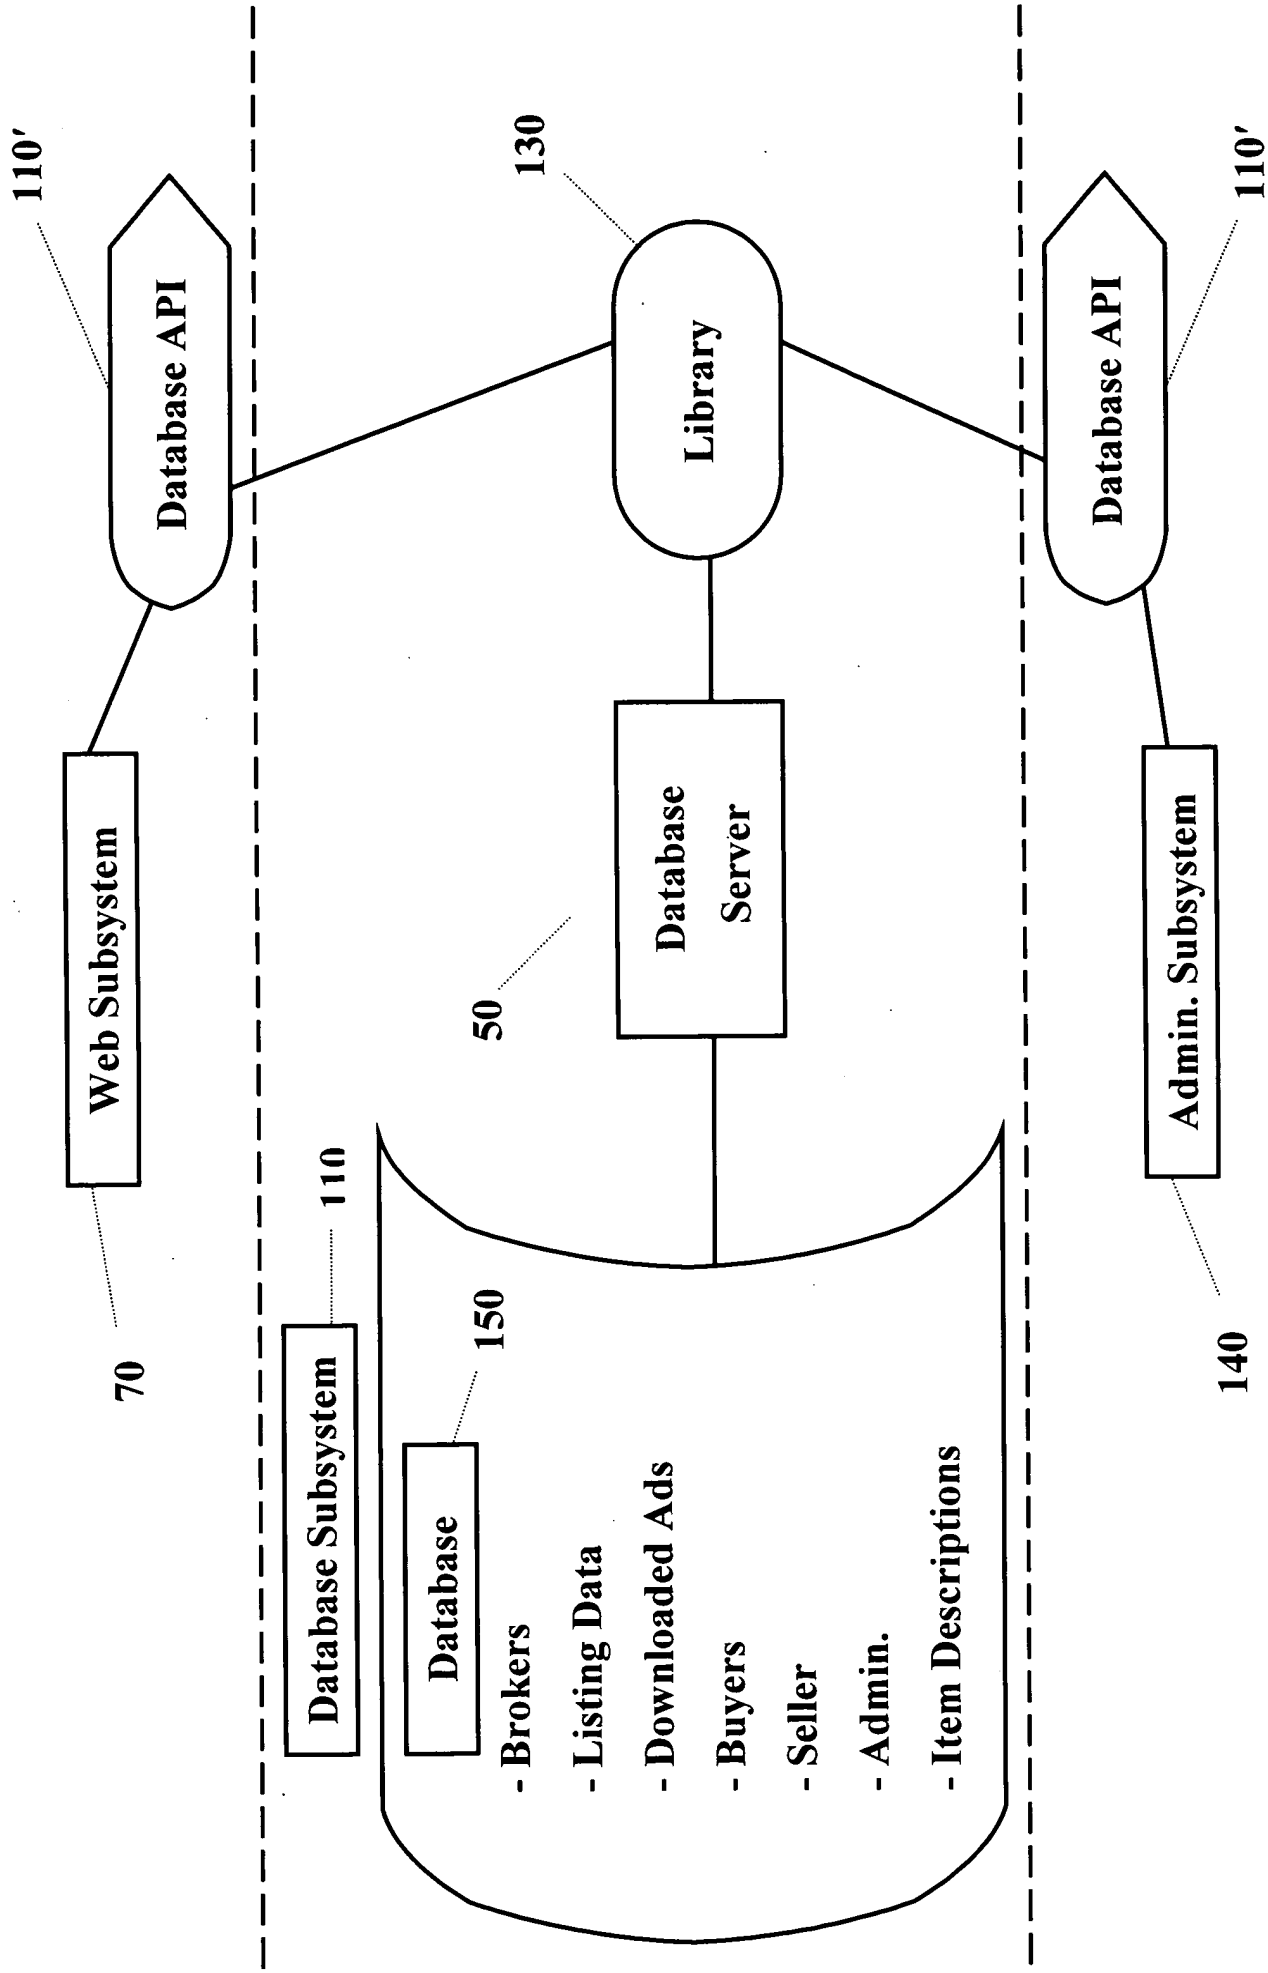 70
Web Subsystem
Database API
110′
Database Subsystem
110
Database
150
- Brokers
- Listing Data
- Downloaded Ads
- Buyers
- Seller
- Admin.
- Item Descriptions
50
Database
Server
130
Library
140
Admin. Subsystem
Database API
110′